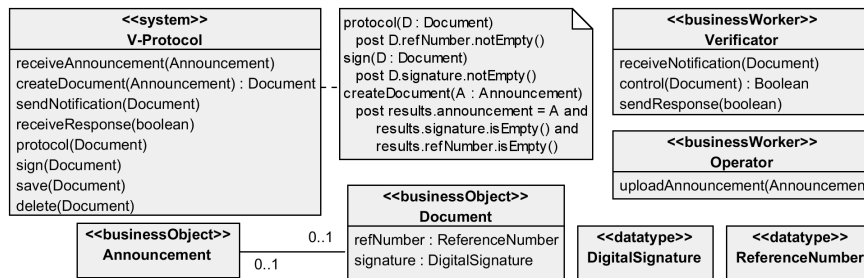 <<system>>
V-Protocol
receiveAnnouncement(Announcement)
createDocument(Announcement) : Document
sendNotification(Document)
receiveResponse(boolean)
protocol(Document)
sign(Document)
save(Document)
delete(Document)
protocol(D : Document)
post D.refNumber.notEmpty()
sign(D : Document)
post D.signature.notEmpty()
createDocument(A : Announcement)
post results.announcement = A and
results.signature.isEmpty() and
results.refNumber.isEmpty()
<<businessWorker>>
Verificator
receiveNotification(Document)
control(Document) : Boolean
sendResponse(boolean)
<<businessWorker>>
Operator
uploadAnnouncement(Announcemen
<<businessObject>>
Announcement
0..1
0..1
<<businessObject>>
Document
refNumber : ReferenceNumber
signature : DigitalSignature
<<datatype>>
DigitalSignature
<<datatype>>
ReferenceNumber